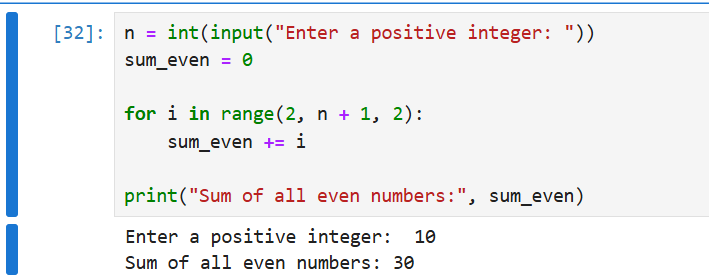 [32]: n = int(input("Enter a positive integer: "))
sum_even = 0
for i in range(2, n + 1, 2):
    sum_even += i
print("Sum of all even numbers:", sum_even)
Enter a positive integer:  10
Sum of all even numbers: 30